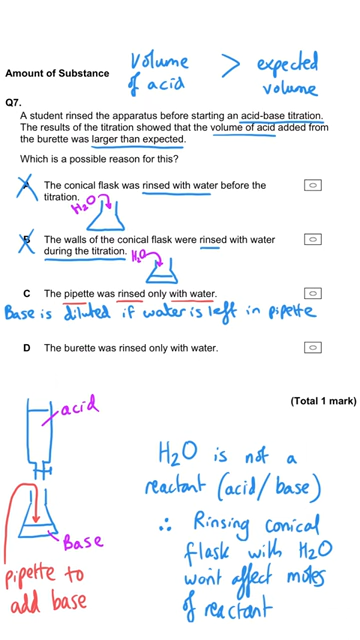 volume
of acid
>
expected
volume
Amount of Substance
Q7.
A student rinsed the apparatus before starting an acid-base titration.
The results of the titration showed that the volume of acid added from
the burette was larger than expected.
Which is a possible reason for this?
A The conical flask was rinsed with water before the
titration.
H2O
B The walls of the conical flask were rinsed with water
during the titration.
H2O
C The pipette was rinsed only with water.
Base is diluted if water is left in pipette
D The burette was rinsed only with water.
(Total 1 mark)
acid
Base
pipette to
add base
H2O is not a
reactant (acid/base)
∴ Rinsing conical
flask with H2O
won't affect moles
of reactant